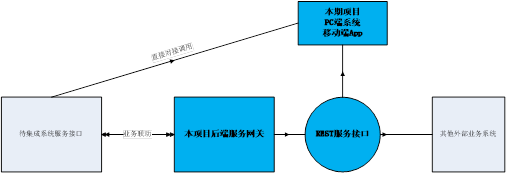 本期项目
PC端系统
移动端App
直接可接调用
待集成系统服务接口
业务联动
本项目后端服务网关
REST服务接口
其他外部业务系统